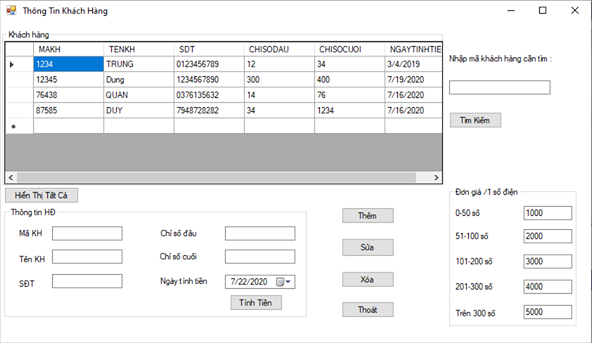 Thông Tin Khách Hàng
Khách hàng
MAKH TENKH SDT CHISODAU CHISOCUOI NGAYTINHTIE
1234 TRUNG 0123456789 12 34 3/4/2019
12345 Dung 1234567890 300 400 7/19/2020
76438 QUAN 0376135632 14 76 7/16/2020
87585 DUY 7948728282 34 1234 7/16/2020
Nhập mã khách hàng cần tìm :
Tìm Kiếm
Hiển Thị Tất Cả
Thông tin HĐ
Mã KH Chỉ số đầu
Tên KH Chỉ số cuối
SĐT Ngày tính tiền 7/22/2020
Tính Tiền
Thêm
Sửa
Xóa
Thoát
Đơn giá /1 số điện
0-50 số 1000
51-100 số 2000
101-200 số 3000
201-300 số 4000
Trên 300 số 5000